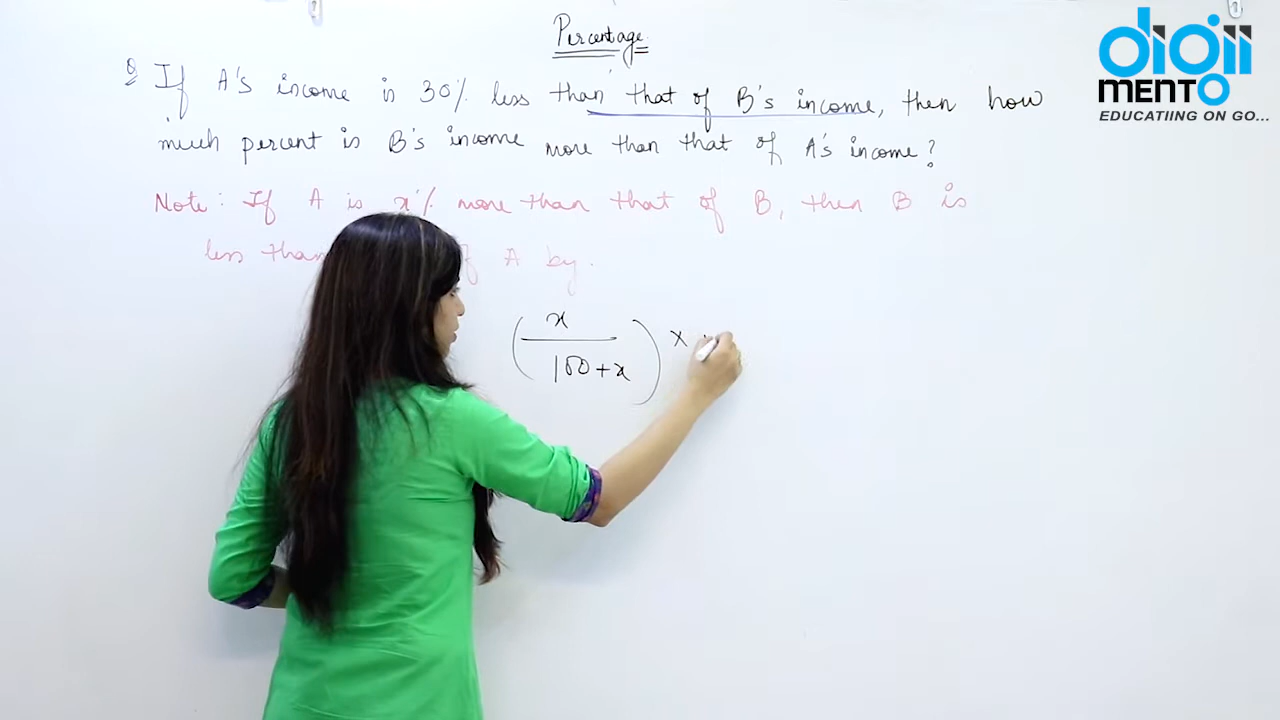 Percentage
DIGII
MENTO
EDUCATIING ON GO...
Q If A's income is 30% less than that of B's income, then how
much percent is B's income more than that of A's income?
Note: If A is x% more than that of B, then B is
less than of A by.
( x / 100+x ) ×